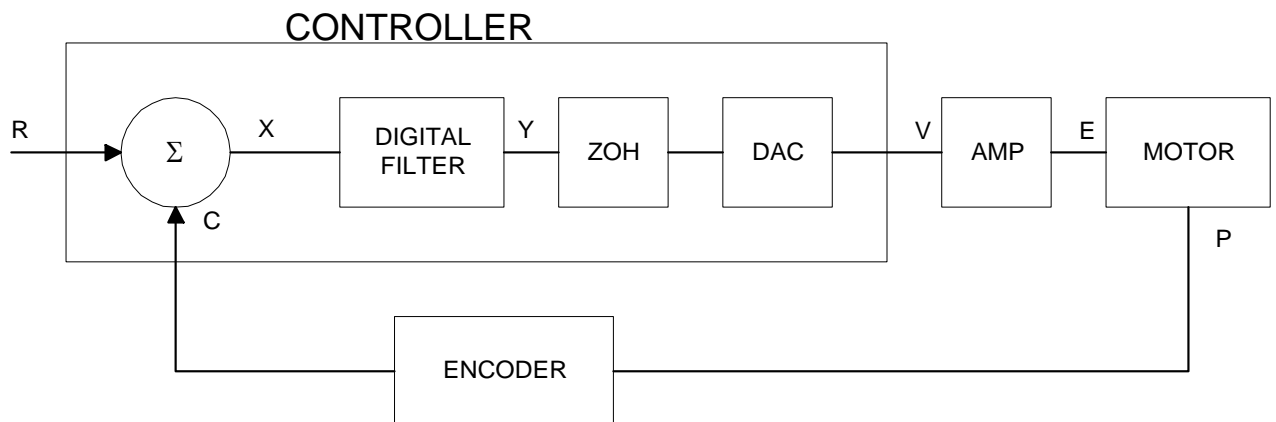 CONTROLLER
R
Σ
X
DIGITAL
FILTER
Y
ZOH
DAC
V
AMP
E
MOTOR
C
P
ENCODER